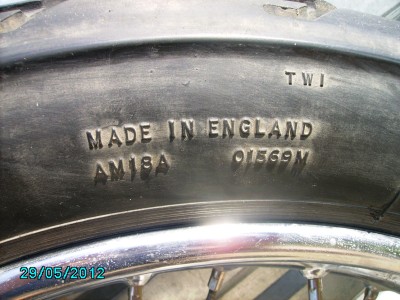 TWI
MADE IN ENGLAND
AM18A 01569M
29/05/2012